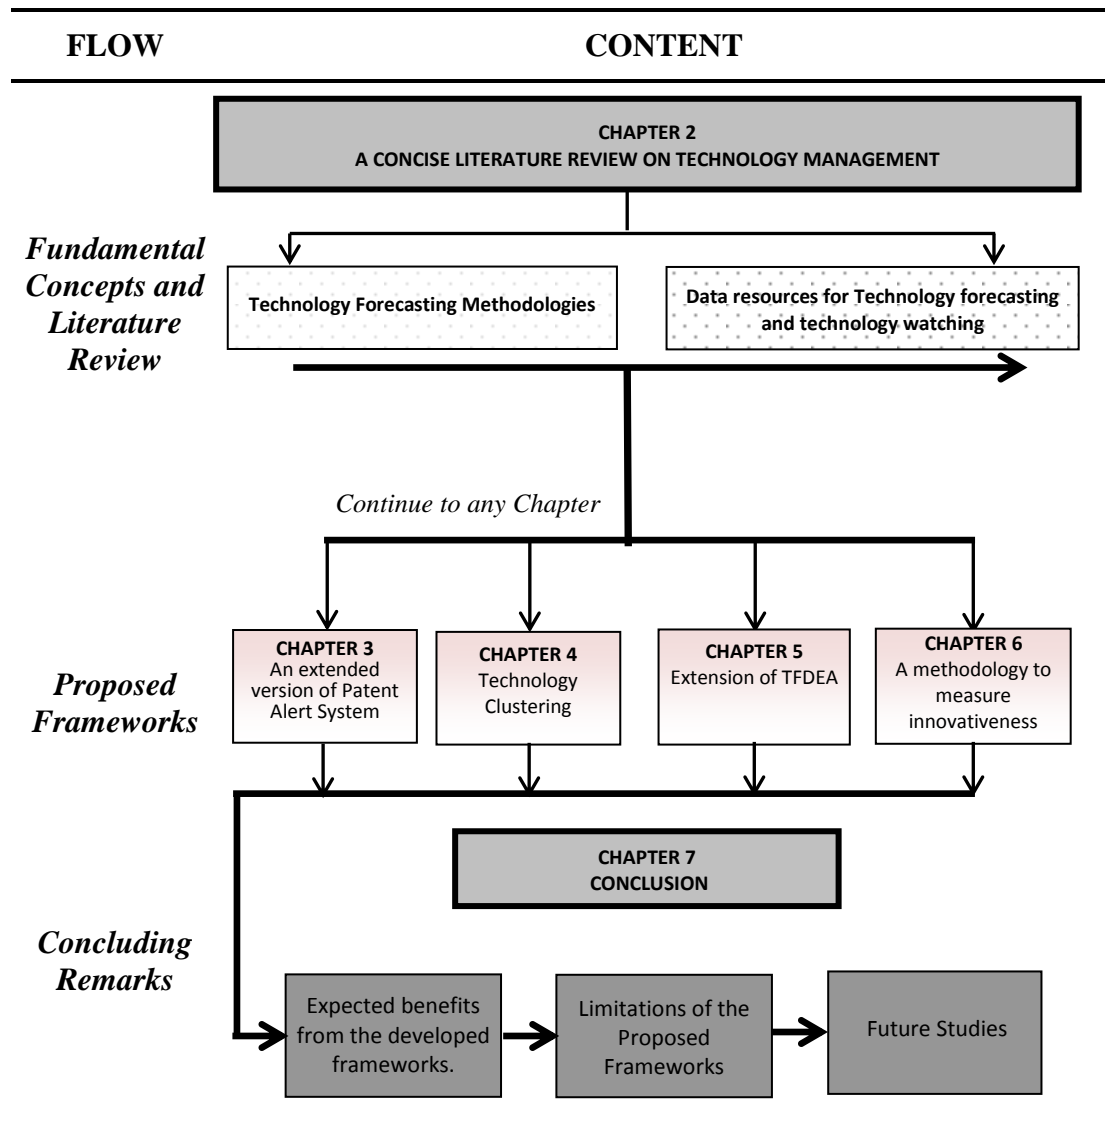 FLOW
CONTENT
CHAPTER 2
A CONCISE LITERATURE REVIEW ON TECHNOLOGY MANAGEMENT
Fundamental
Concepts and
Literature
Review
Technology Forecasting Methodologies
Data resources for Technology forecasting
and technology watching
Continue to any Chapter
Proposed
Frameworks
CHAPTER 3
An extended
version of Patent
Alert System
CHAPTER 4
Technology
Clustering
CHAPTER 5
Extension of TFDEA
CHAPTER 6
A methodology to
measure
innovativeness
CHAPTER 7
CONCLUSION
Concluding
Remarks
Expected benefits
from the developed
frameworks.
Limitations of the
Proposed
Frameworks
Future Studies